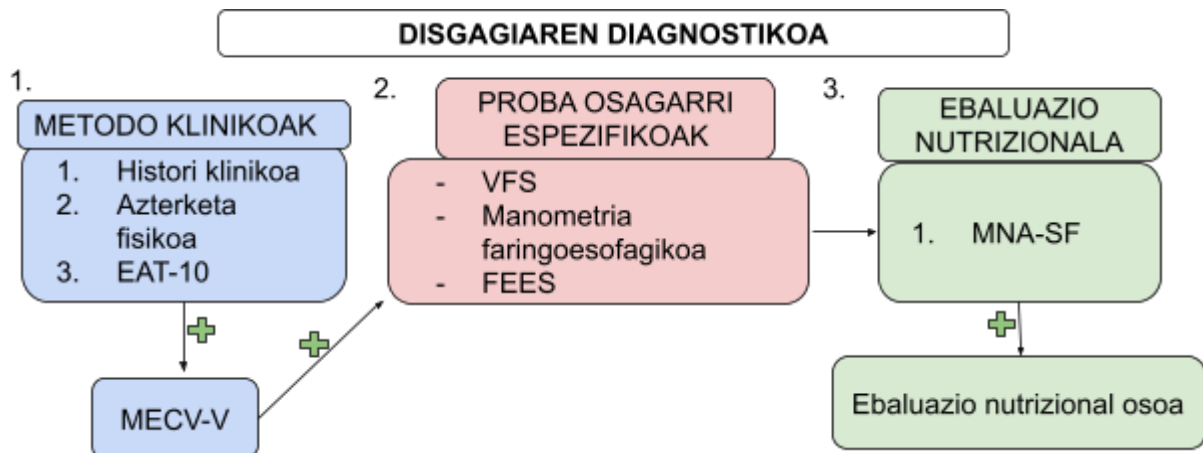 DISGAGIAREN DIAGNOSTIKOA
1.
METODO KLINIKOAK
1. Histori klinikoa
2. Azterketa
fisikoa
3. EAT-10
MECV-V
2.
PROBA OSAGARRI
ESPEZIFIKOAK
- VFS
- Manometria
faringoesofagikoa
- FEES
3.
EBALUAZIO
NUTRIZIONALA
1. MNA-SF
Ebaluazio nutrizional osoa